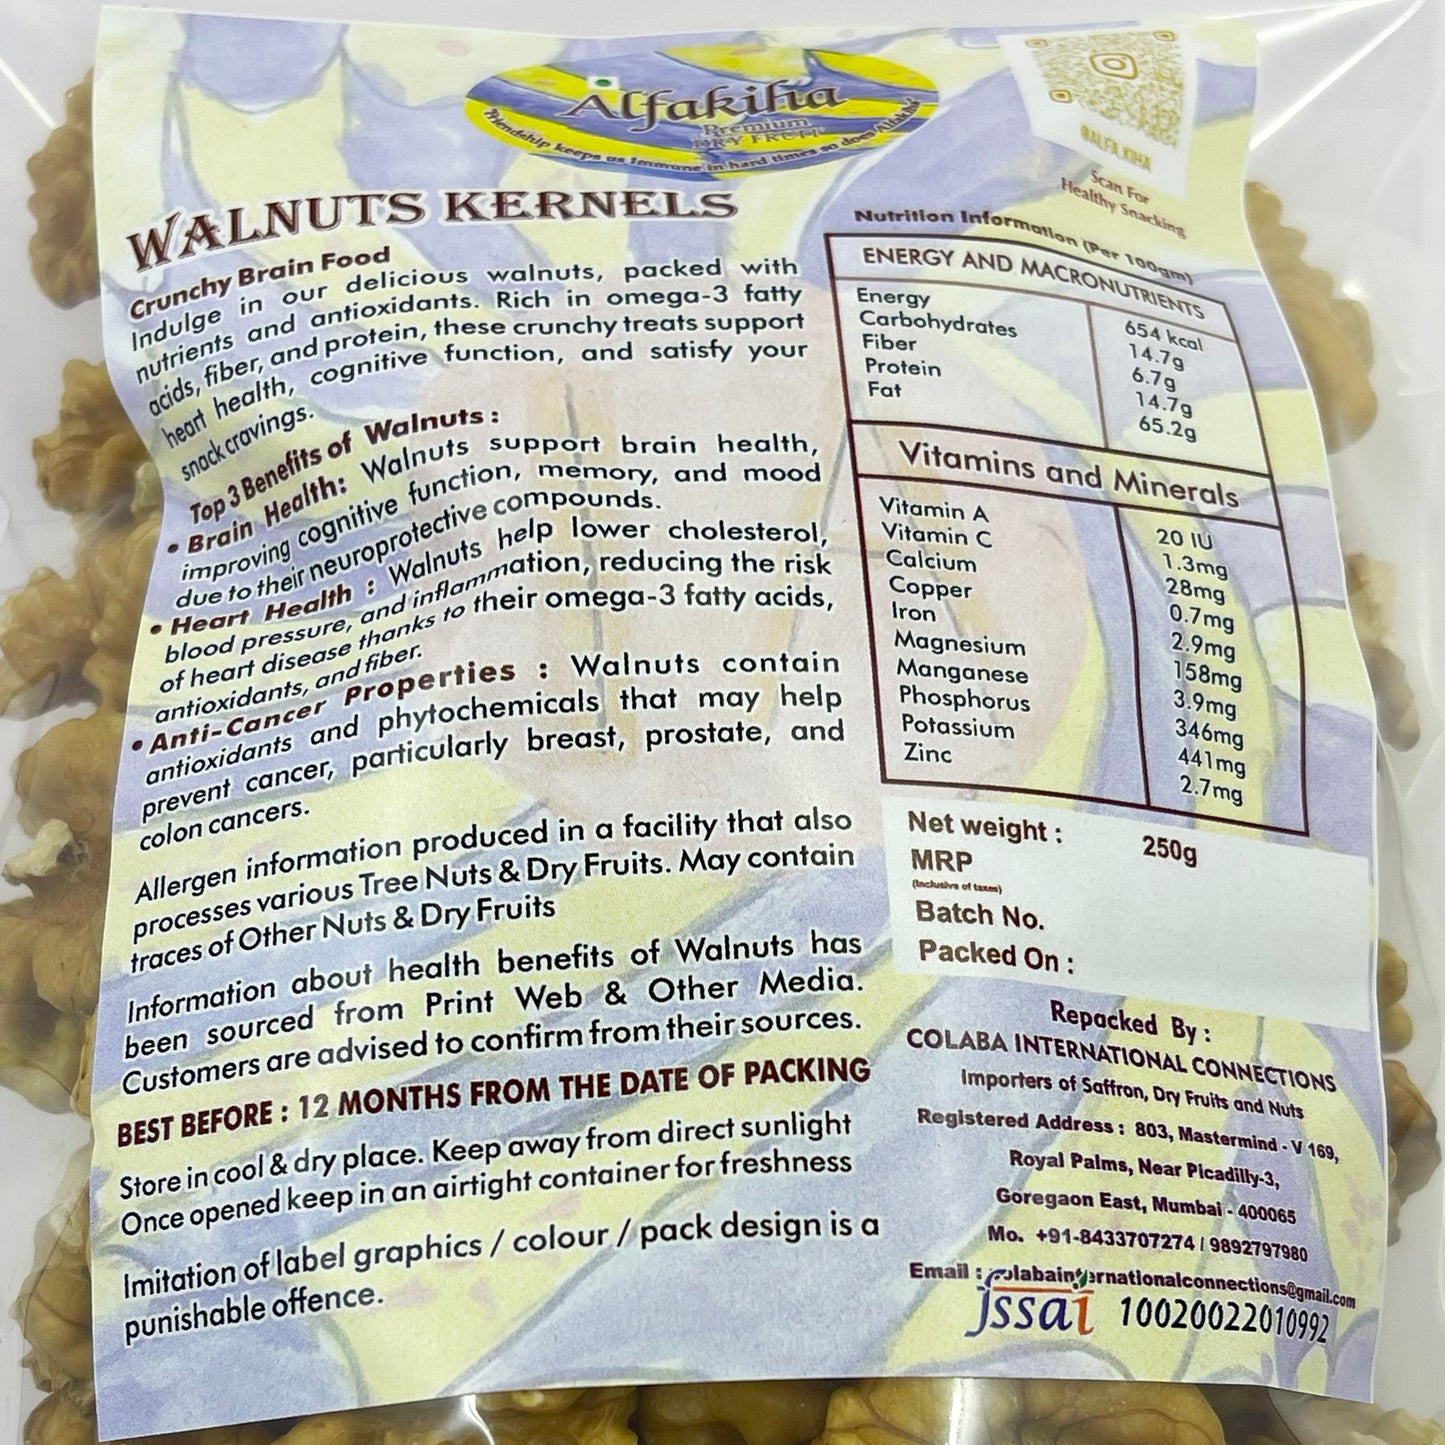 Alfakiha
Premium
DRY FRUIT
Friendship keeps us Immune in hard times so does Alfakiha
@ALFA.KIHA
Scan For
Healthy Snacking
WALNUTS KERNELS
Crunchy Brain Food
Indulge in our delicious walnuts, packed with
nutrients and antioxidants. Rich in omega-3 fatty
acids, fiber, and protein, these crunchy treats support
heart health, cognitive function, and satisfy your
snack cravings.
Top 3 Benefits of Walnuts :
• Brain Health: Walnuts support brain health,
improving cognitive function, memory, and mood
due to their neuroprotective compounds.
• Heart Health : Walnuts help lower cholesterol,
blood pressure, and inflammation, reducing the risk
of heart disease thanks to their omega-3 fatty acids,
antioxidants, and fiber.
• Anti-Cancer Properties : Walnuts contain
antioxidants and phytochemicals that may help
prevent cancer, particularly breast, prostate, and
colon cancers.
Allergen information produced in a facility that also
processes various Tree Nuts & Dry Fruits. May contain
traces of Other Nuts & Dry Fruits
Information about health benefits of Walnuts has
been sourced from Print Web & Other Media.
Customers are advised to confirm from their sources.
BEST BEFORE : 12 MONTHS FROM THE DATE OF PACKING
Store in cool & dry place. Keep away from direct sunlight
Once opened keep in an airtight container for freshness
Imitation of label graphics / colour / pack design is a
punishable offence.
Nutrition Information (Per 100gm)
ENERGY AND MACRONUTRIENTS
Energy 654 kcal
Carbohydrates 14.7g
Fiber 6.7g
Protein 14.7g
Fat 65.2g
Vitamins and Minerals
Vitamin A 20 IU
Vitamin C 1.3mg
Calcium 28mg
Copper 0.7mg
Iron 2.9mg
Magnesium 158mg
Manganese 3.9mg
Phosphorus 346mg
Potassium 441mg
Zinc 2.7mg
Net weight : 250g
MRP
(Inclusive of taxes)
Batch No.
Packed On :
Repacked By :
COLABA INTERNATIONAL CONNECTIONS
Importers of Saffron, Dry Fruits and Nuts
Registered Address : 803, Mastermind - V 169,
Royal Palms, Near Picadilly-3,
Goregaon East, Mumbai - 400065
Mo. +91-8433707274 / 9892797980
Email : colabainternationalconnections@gmail.com
fssai 10020022010992